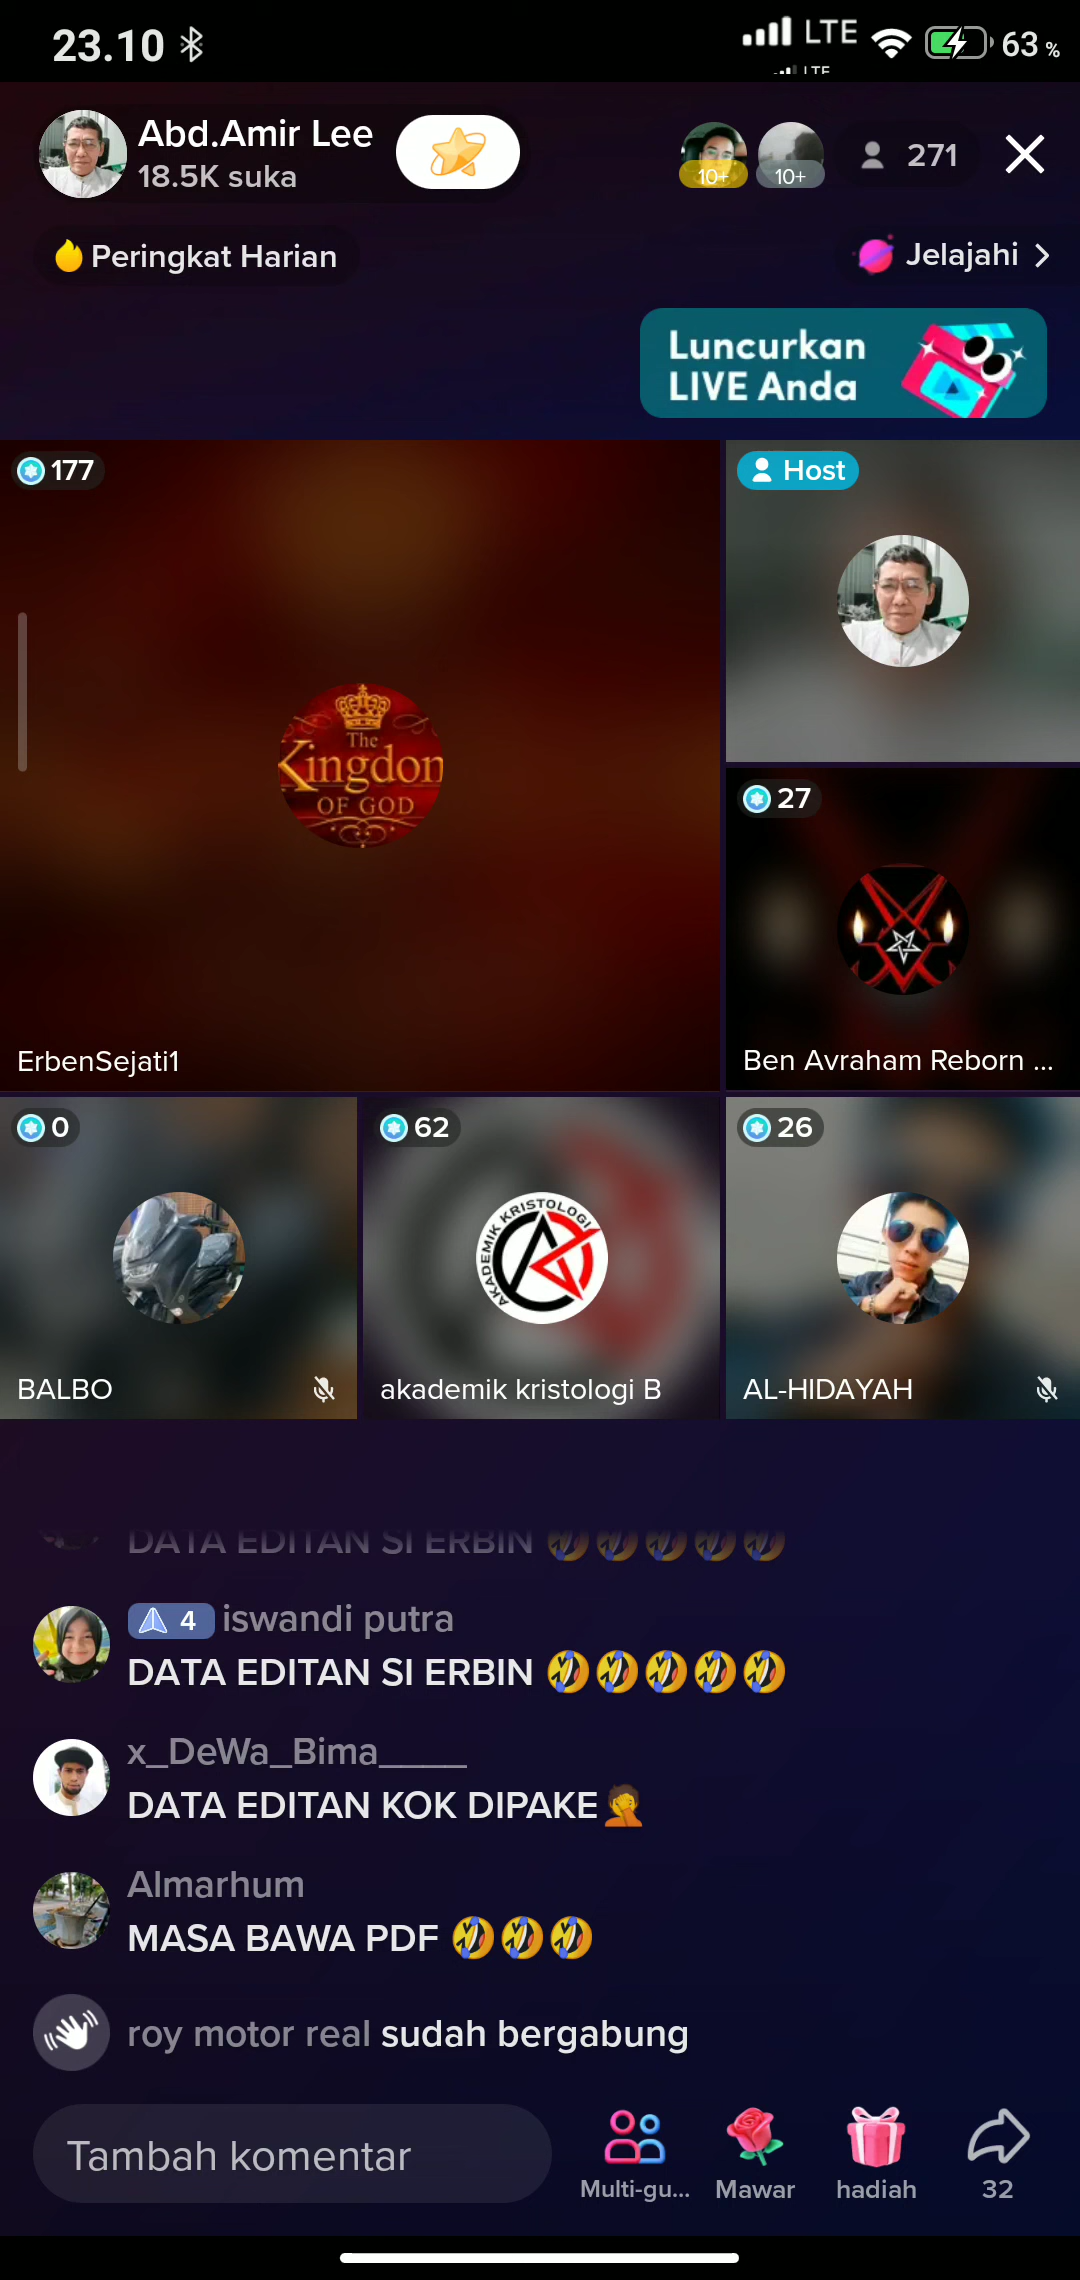 23.10
LTE
LTE
63 %
Abd.Amir Lee
18.5K suka
10+
10+
271
Peringkat Harian
Jelajahi
Luncurkan
LIVE Anda
177
Host
The
Kingdom
OF GOD
27
ErbenSejati1
Ben Avraham Reborn ...
0
62
26
AKADEMIK KRISTOLOGI
BALBO
akademik kristologi B
AL-HIDAYAH
DATA EDITAN SI ERBIN 🤣🤣🤣🤣🤣
4 iswandi putra
DATA EDITAN SI ERBIN 🤣🤣🤣🤣🤣
x_DeWa_Bima____
DATA EDITAN KOK DIPAKE🤦
Almarhum
MASA BAWA PDF 🤣🤣🤣
roy motor real sudah bergabung
Tambah komentar
Multi-gu...
Mawar
hadiah
32